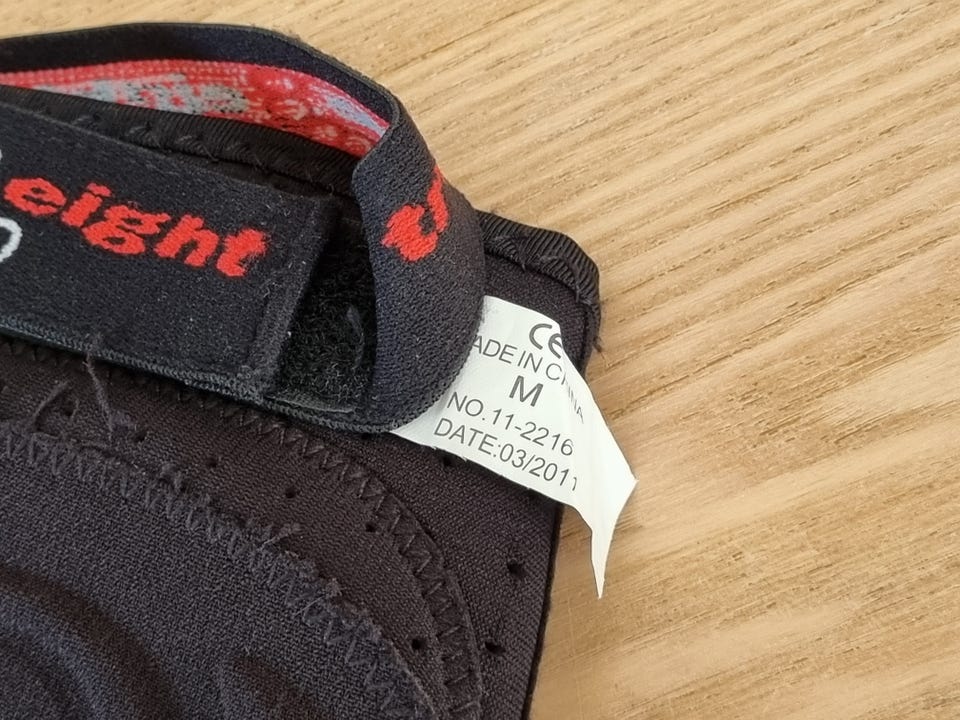 eight
CE
ADE IN CHINA
M
NO.11-2216
DATE:03/2011